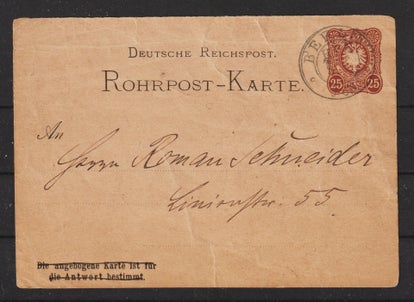 DEUTSCHE REICHSPOST.
ROHRPOST-KARTE.
25 25
An
Herrn Roman Schneider
Linienstr. 55.
Die angebogene Karte ist für
die Antwort bestimmt.